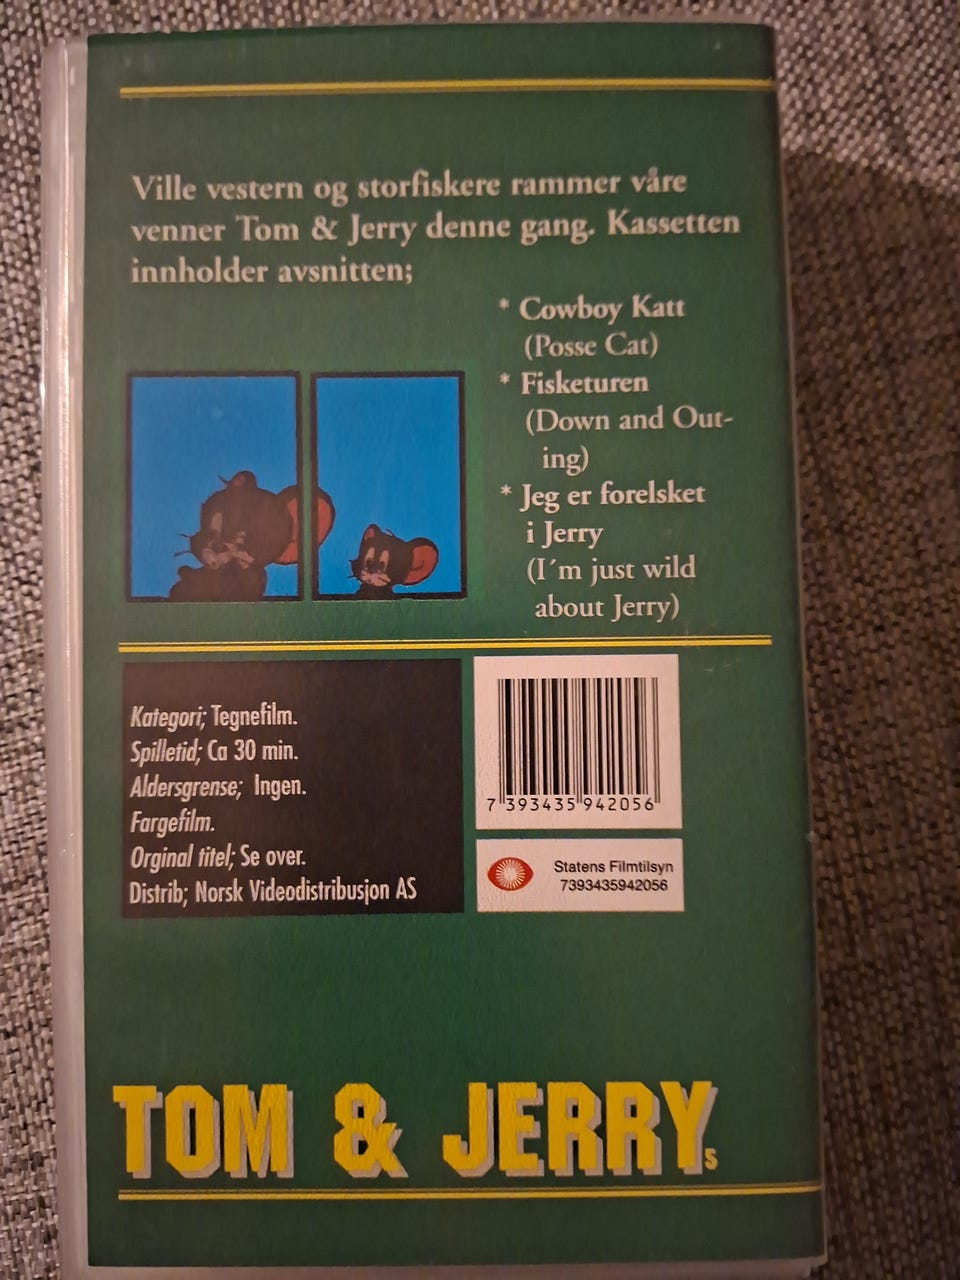 Ville vestern og storfiskere rammer våre
venner Tom & Jerry denne gang. Kassetten
innholder avsnitten;
* Cowboy Katt
(Posse Cat)
* Fisketuren
(Down and Out-
ing)
* Jeg er forelsket
i Jerry
(I´m just wild
about Jerry)
Kategori; Tegnefilm.
Spilletid; Ca 30 min.
Aldersgrense; Ingen.
Fargefilm.
Orginal titel; Se over.
Distrib; Norsk Videodistribusjon AS
7 393435 942056
Statens Filmtilsyn
7393435942056
TOM & JERRYs